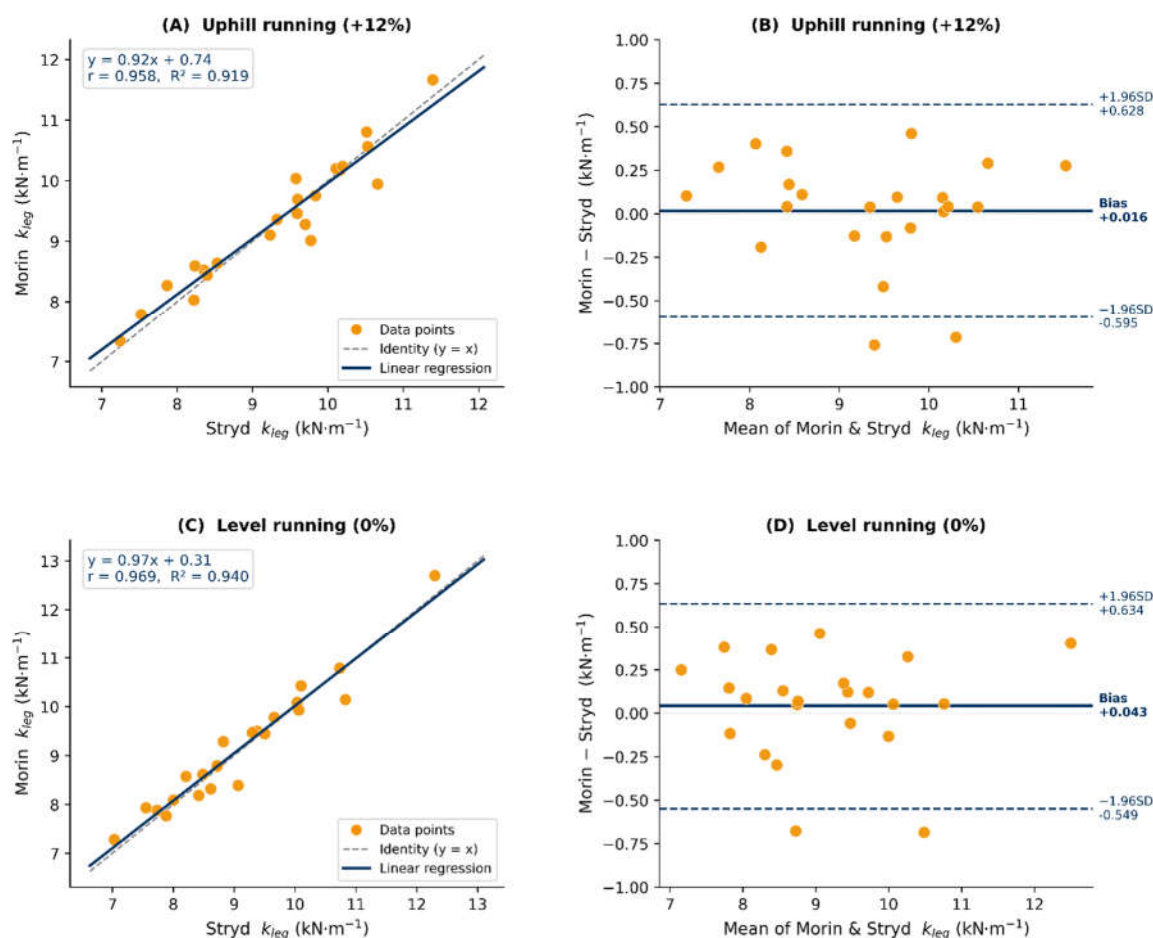 (A) Uphill running (+12%)
y = 0.92x + 0.74
r = 0.958, R² = 0.919
Morin k_leg (kN·m⁻¹)
12
11
10
9
8
7
Data points
Identity (y = x)
Linear regression
7 8 9 10 11 12
Stryd k_leg (kN·m⁻¹)
(B) Uphill running (+12%)
Morin − Stryd (kN·m⁻¹)
1.00
0.75
0.50
0.25
0.00
−0.25
−0.50
−0.75
−1.00
+1.96SD
+0.628
Bias
+0.016
−1.96SD
-0.595
7 8 9 10 11
Mean of Morin & Stryd k_leg (kN·m⁻¹)
(C) Level running (0%)
y = 0.97x + 0.31
r = 0.969, R² = 0.940
Morin k_leg (kN·m⁻¹)
13
12
11
10
9
8
7
Data points
Identity (y = x)
Linear regression
7 8 9 10 11 12 13
Stryd k_leg (kN·m⁻¹)
(D) Level running (0%)
Morin − Stryd (kN·m⁻¹)
1.00
0.75
0.50
0.25
0.00
−0.25
−0.50
−0.75
−1.00
+1.96SD
+0.634
Bias
+0.043
−1.96SD
-0.549
7 8 9 10 11 12
Mean of Morin & Stryd k_leg (kN·m⁻¹)